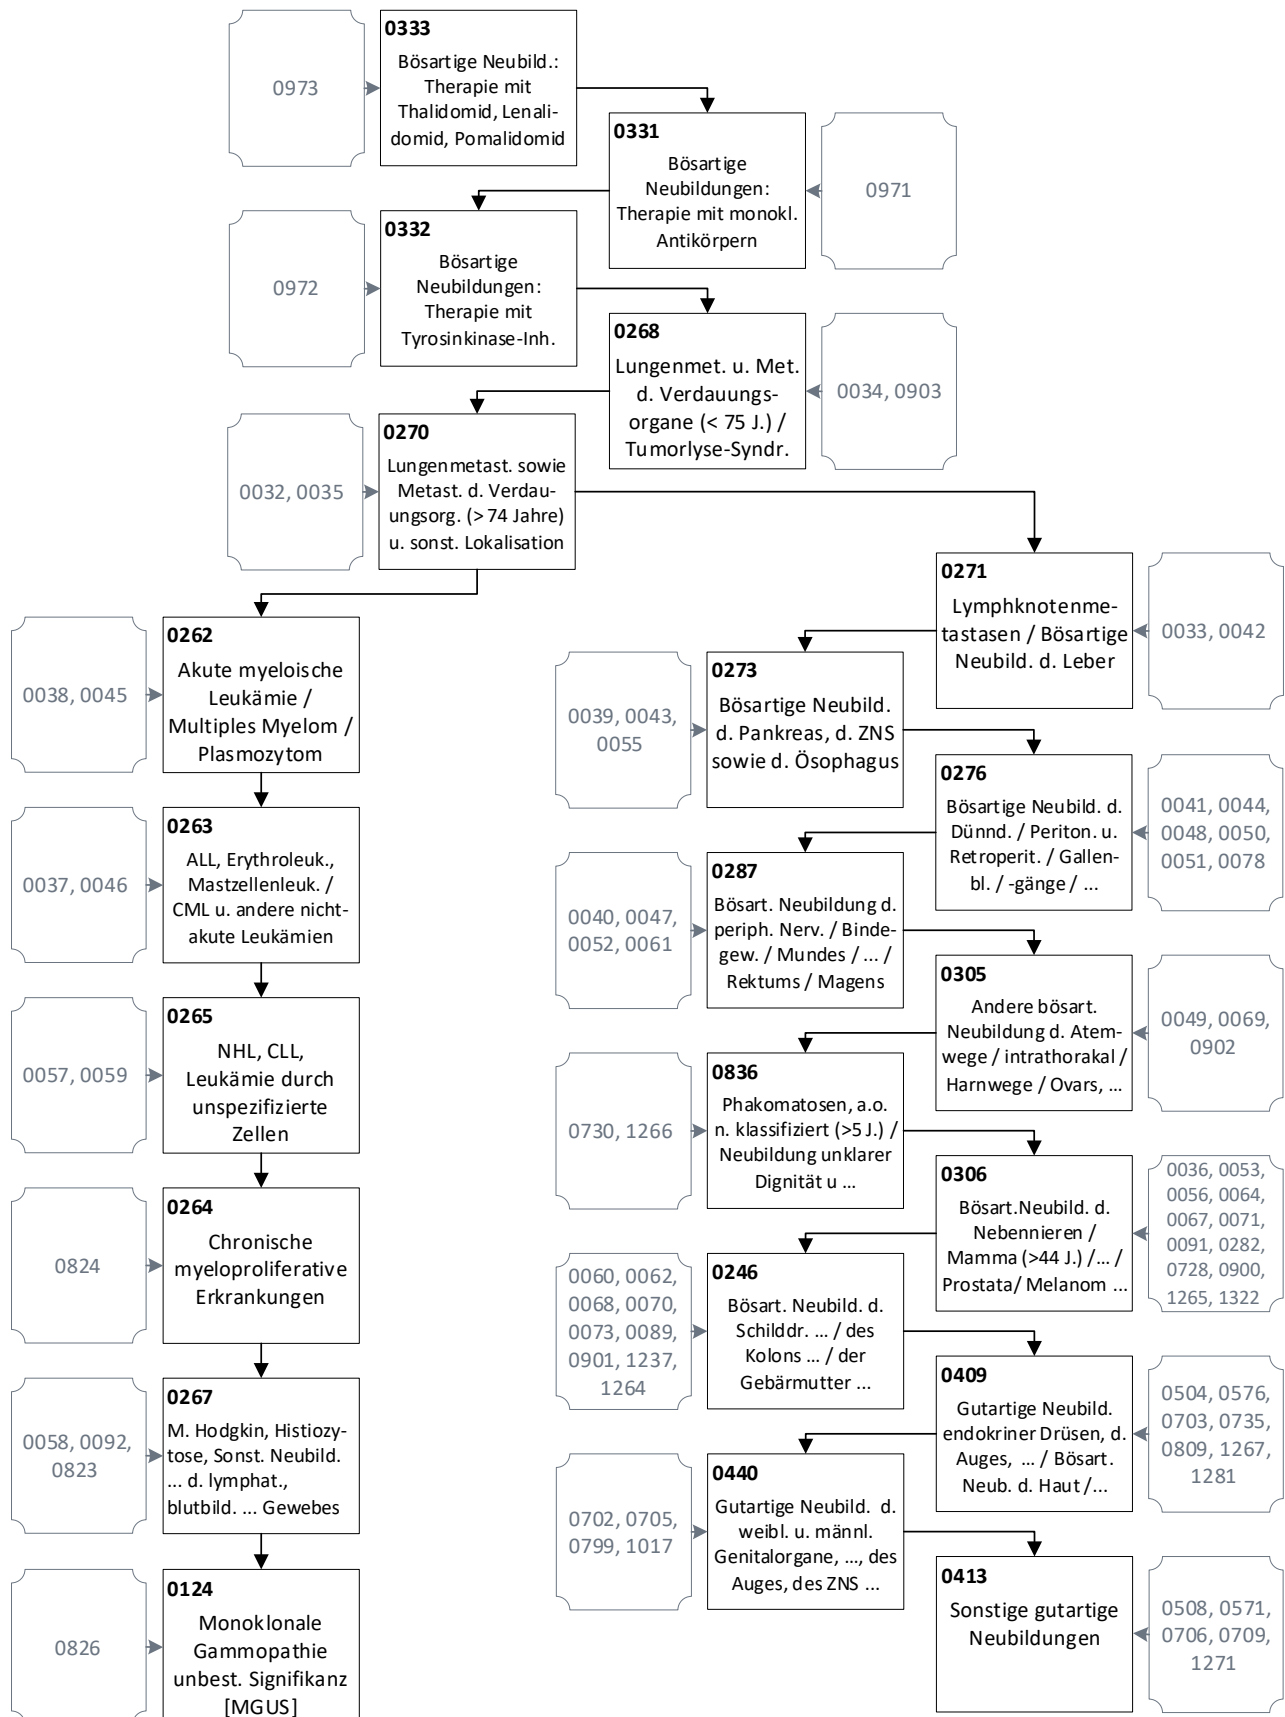 0973
0333
Bösartige Neubild.:
Therapie mit
Thalidomid, Lenali-
domid, Pomalidomid
0331
Bösartige
Neubildungen:
Therapie mit monokl.
Antikörpern
0971
0972
0332
Bösartige
Neubildungen:
Therapie mit
Tyrosinkinase-Inh.
0268
Lungenmet. u. Met.
d. Verdauungs-
organe (< 75 J.) /
Tumorlyse-Syndr.
0034, 0903
0032, 0035
0270
Lungenmetast. sowie
Metast. d. Verdau-
ungsorg. (> 74 Jahre)
u. sonst. Lokalisation
0271
Lymphknotenme-
tastasen / Bösartige
Neubild. d. Leber
0033, 0042
0038, 0045
0262
Akute myeloische
Leukämie /
Multiples Myelom /
Plasmozytom
0039, 0043,
0055
0273
Bösartige Neubild.
d. Pankreas, d. ZNS
sowie d. Ösophagus
0276
Bösartige Neubild. d.
Dünnd. / Periton. u.
Retroperit. / Gallen-
bl. / -gänge / ...
0041, 0044,
0048, 0050,
0051, 0078
0037, 0046
0263
ALL, Erythroleuk.,
Mastzellenleuk. /
CML u. andere nicht-
akute Leukämien
0040, 0047,
0052, 0061
0287
Bösart. Neubildung d.
periph. Nerv. / Binde-
gew. / Mundes / ... /
Rektums / Magens
0305
Andere bösart.
Neubildung d. Atem-
wege / intrathorakal /
Harnwege / Ovars, ...
0049, 0069,
0902
0057, 0059
0265
NHL, CLL,
Leukämie durch
unspezifizierte
Zellen
0730, 1266
0836
Phakomatosen, a.o.
n. klassifiziert (>5 J.) /
Neubildung unklarer
Dignität u ...
0306
Bösart.Neubild. d.
Nebennieren /
Mamma (>44 J.) /... /
Prostata/ Melanom ...
0036, 0053,
0056, 0064,
0067, 0071,
0091, 0282,
0728, 0900,
1265, 1322
0824
0264
Chronische
myeloproliferative
Erkrankungen
0060, 0062,
0068, 0070,
0073, 0089,
0901, 1237,
1264
0246
Bösart. Neubild. d.
Schilddr. ... / des
Kolons ... / der
Gebärmutter ...
0409
Gutartige Neubild.
endokriner Drüsen, d.
Auges, ... / Bösart.
Neub. d. Haut /...
0504, 0576,
0703, 0735,
0809, 1267,
1281
0058, 0092,
0823
0267
M. Hodgkin, Histiozy-
tose, Sonst. Neubild.
... d. lymphat.,
blutbild. ... Gewebes
0702, 0705,
0799, 1017
0440
Gutartige Neubild. d.
weibl. u. männl.
Genitalorgane, ..., des
Auges, des ZNS ...
0413
Sonstige gutartige
Neubildungen
0508, 0571,
0706, 0709,
1271
0826
0124
Monoklonale
Gammopathie
unbest. Signifikanz
[MGUS]